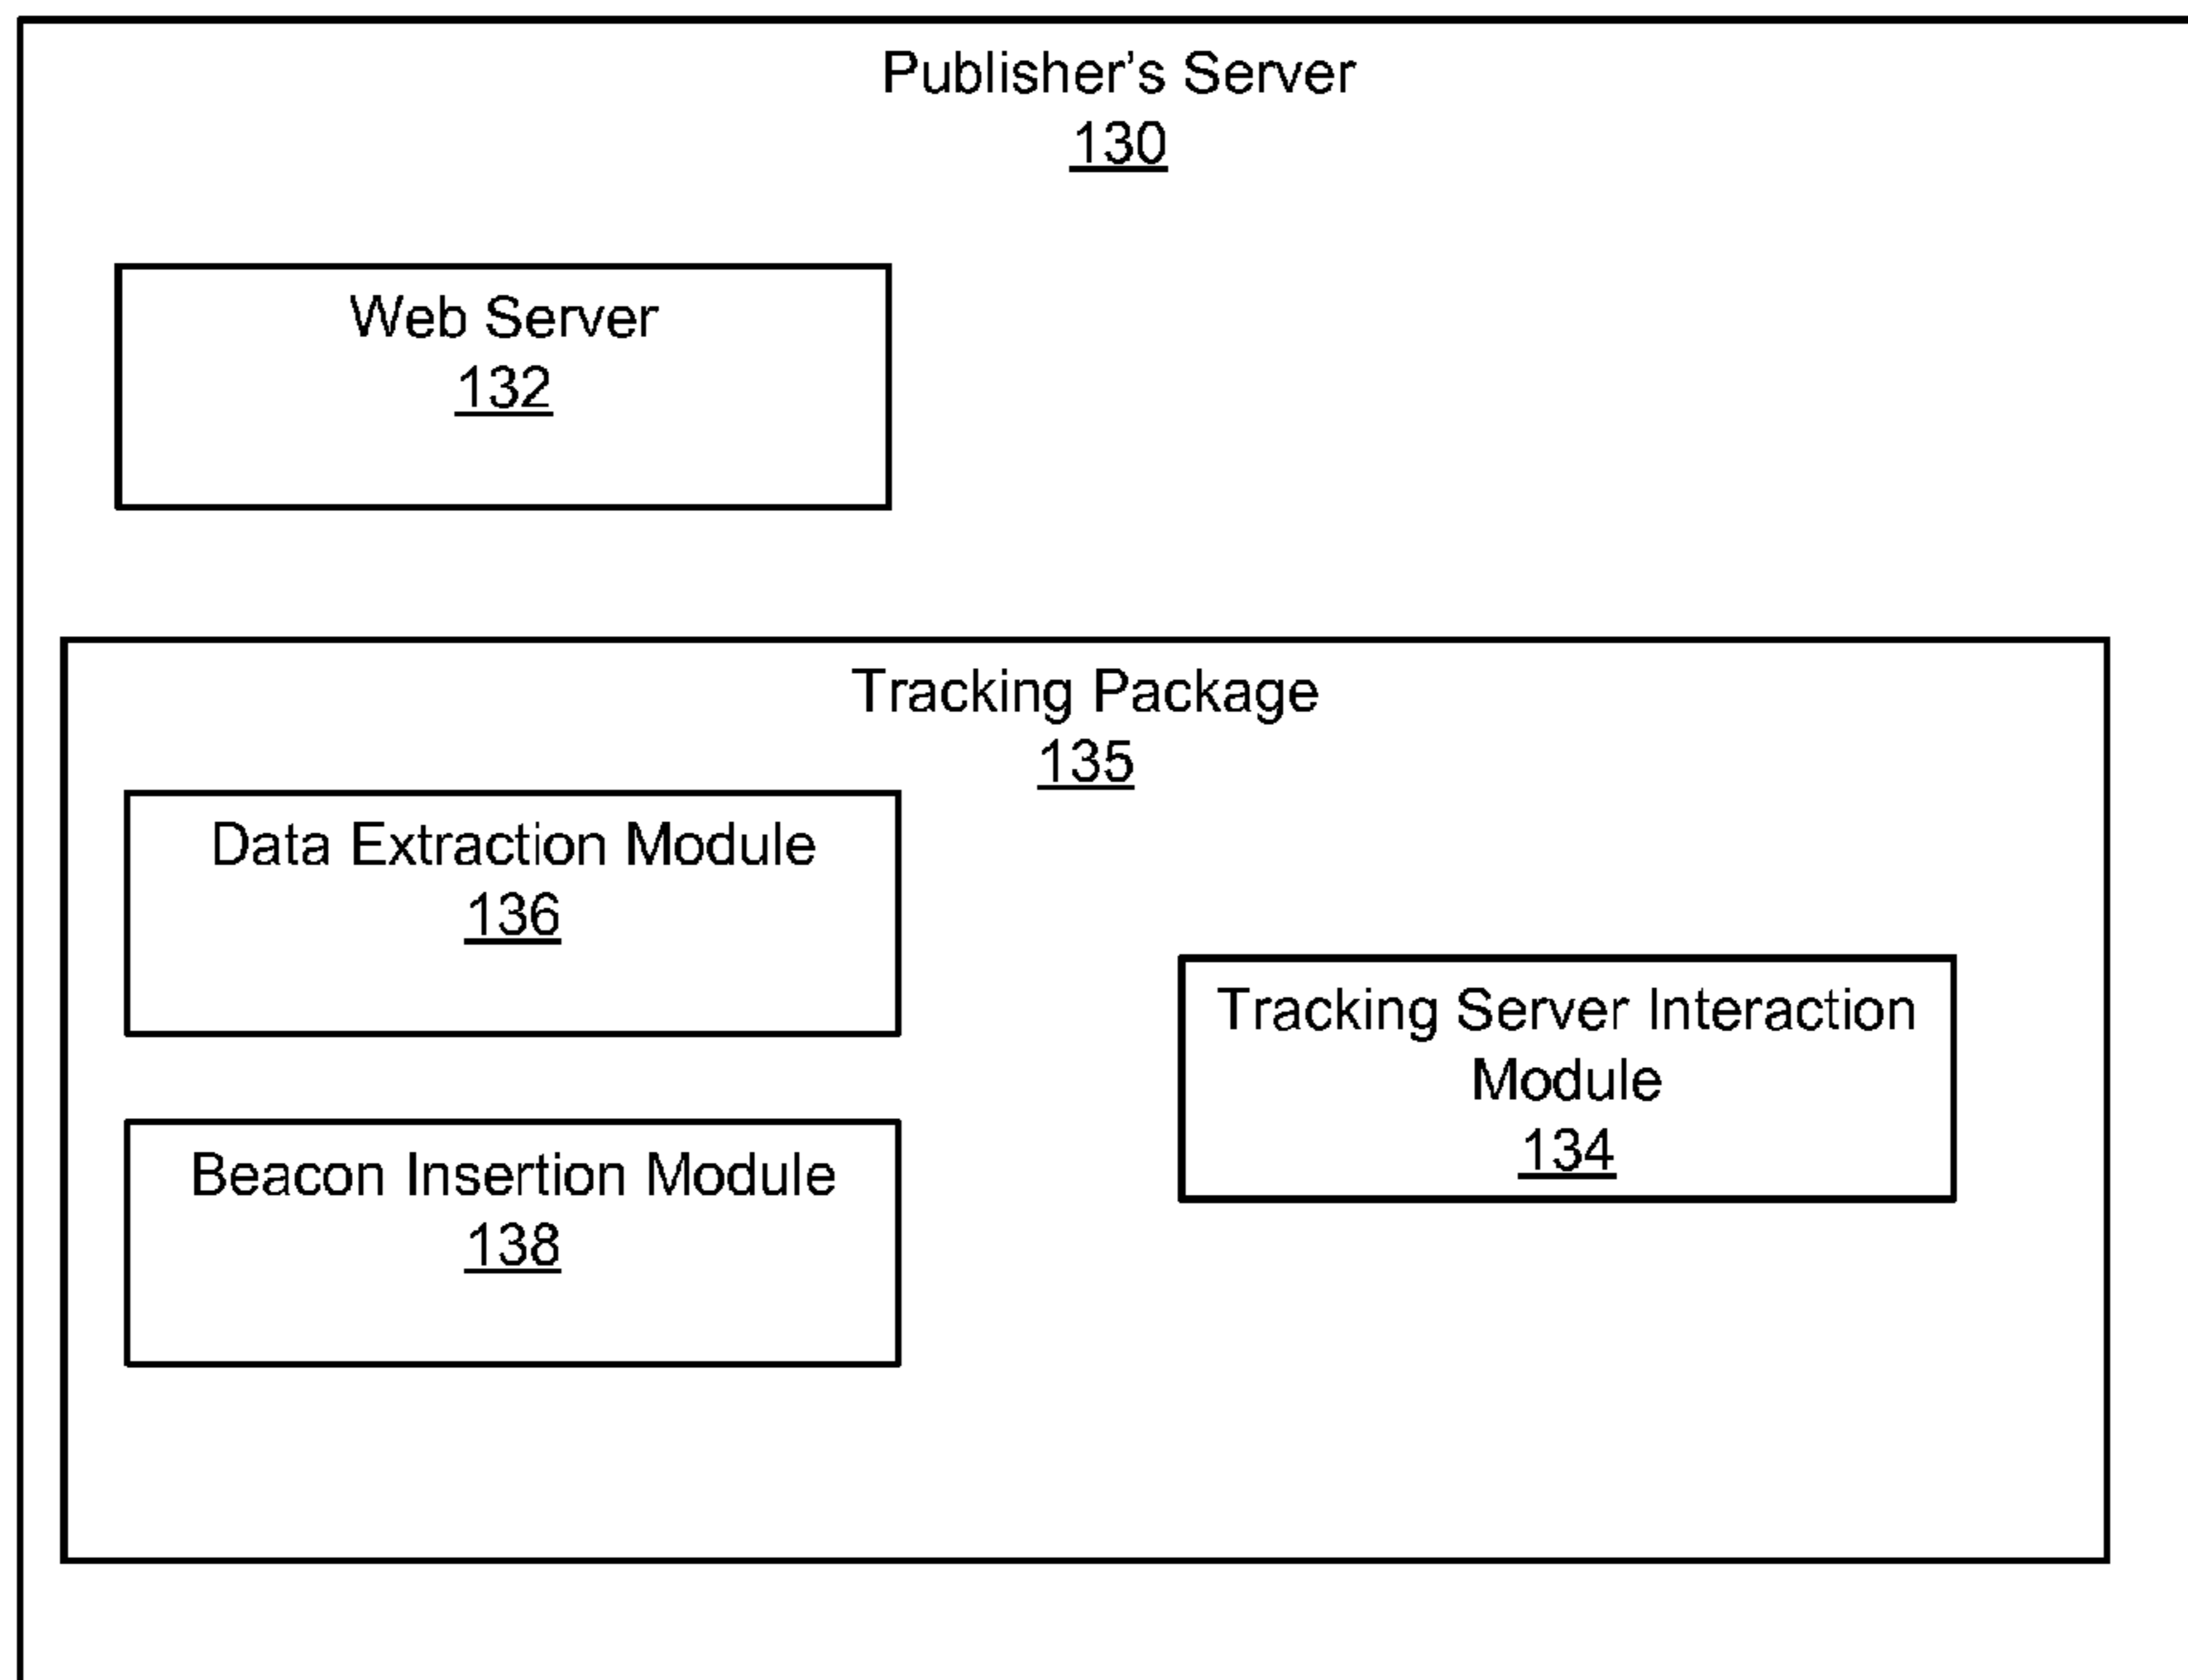 Publisher's Server
130
Web Server
132
Tracking Package
135
Data Extraction Module
136
Beacon Insertion Module
138
Tracking Server Interaction
Module
134